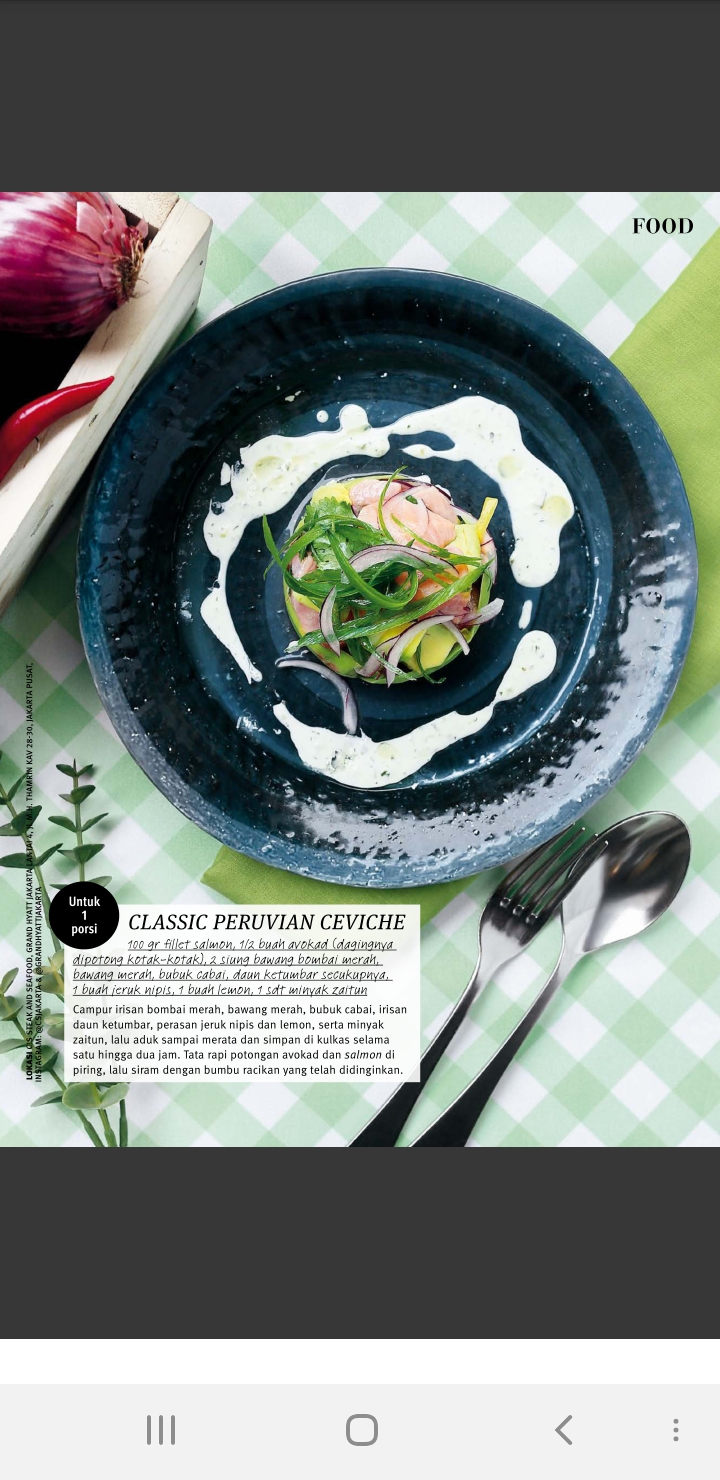 FOOD
Untuk
1
porsi
CLASSIC PERUVIAN CEVICHE
100 gr fillet salmon, 1/2 buah avokad (dagingnya
dipotong kotak-kotak), 2 siung bawang bombai merah,
bawang merah, bubuk cabai, daun ketumbar secukupnya,
1 buah jeruk nipis, 1 buah lemon, 1 sdt minyak zaitun
Campur irisan bombai merah, bawang merah, bubuk cabai, irisan
daun ketumbar, perasan jeruk nipis dan lemon, serta minyak
zaitun, lalu aduk sampai merata dan simpan di kulkas selama
satu hingga dua jam. Tata rapi potongan avokad dan salmon di
piring, lalu siram dengan bumbu racikan yang telah didinginkan.
LOKASI STEAK AND SEAFOOD, GRAND HYATT JAKARTA THAMRIN KAV 28-30, JAKARTA PUSAT,
INSTAGRAM: @CSJAKARTA & @GRANDHYATTJAKARTA